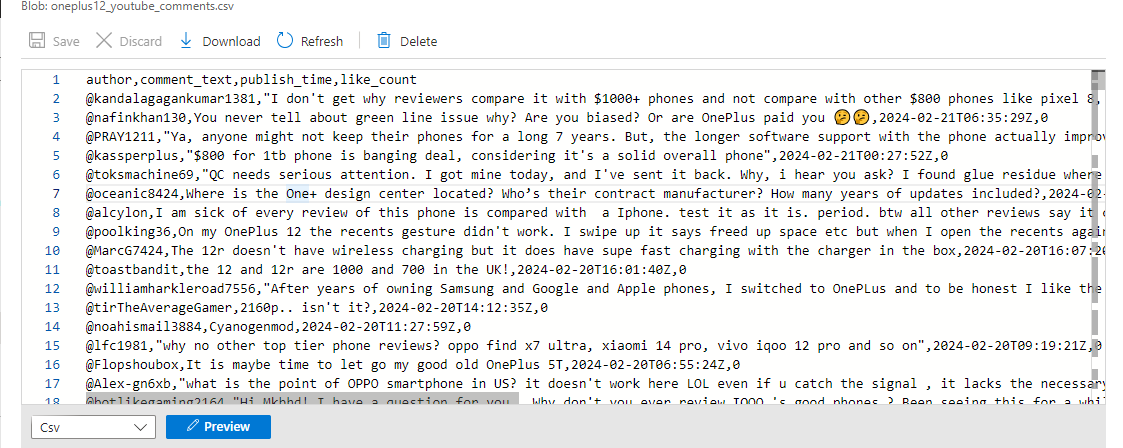 Blob: oneplus12_youtube_comments.csv
Save Discard Download Refresh Delete
1 author,comment_text,publish_time,like_count
2 @kandalagagankumar1381,"I don't get why reviewers compare it with $1000+ phones and not compare with other $800 phones like pixel 8,
3 @nafinkhan130,You never tell about green line issue why? Are you biased? Or are OnePlus paid you 🤔🤔,2024-02-21T06:35:29Z,0
4 @PRAY1211,"Ya, anyone might not keep their phones for a long 7 years. But, the longer software support with the phone actually improv
5 @kassperplus,"$800 for 1tb phone is banging deal, considering it's a solid overall phone",2024-02-21T00:27:52Z,0
6 @toksmachine69,"QC needs serious attention. I got mine today, and I've sent it back. Why, i hear you ask? I found glue residue where
7 @oceanic8424,Where is the One+ design center located? Who’s their contract manufacturer? How many years of updates included?,2024-02-
8 @alcylon,I am sick of every review of this phone is compared with  a Iphone. test it as it is. period. btw all other reviews say it
9 @poolking36,On my OnePlus 12 the recents gesture didn't work. I swipe up it says freed up space etc but when I open the recents agai
10 @MarcG7424,The 12r doesn't have wireless charging but it does have supe fast charging with the charger in the box,2024-02-20T16:07:20
11 @toastbandit,the 12 and 12r are 1000 and 700 in the UK!,2024-02-20T16:01:40Z,0
12 @williamharkleroad7556,"After years of owning Samsung and Google and Apple phones, I switched to OnePLus and to be honest I like the
13 @tirTheAverageGamer,2160p.. isn't it?,2024-02-20T14:12:35Z,0
14 @noahismail3884,Cyanogenmod,2024-02-20T11:27:59Z,0
15 @lfc1981,"why no other top tier phone reviews? oppo find x7 ultra, xiaomi 14 pro, vivo iqoo 12 pro and so on",2024-02-20T09:19:21Z,0
16 @Flopshoubox,It is maybe time to let go my good old OnePlus 5T,2024-02-20T06:55:24Z,0
17 @Alex-gn6xb,"what is the point of OPPO smartphone in US? it doesn't work here LOL even if u catch the signal , it lacks the necessary
18 @botlikegaming2164,"Hi Mkbhd! I have a question for you Why don't you ever review IQOO 's good phones ? Been seeing this for a whil
Csv Preview